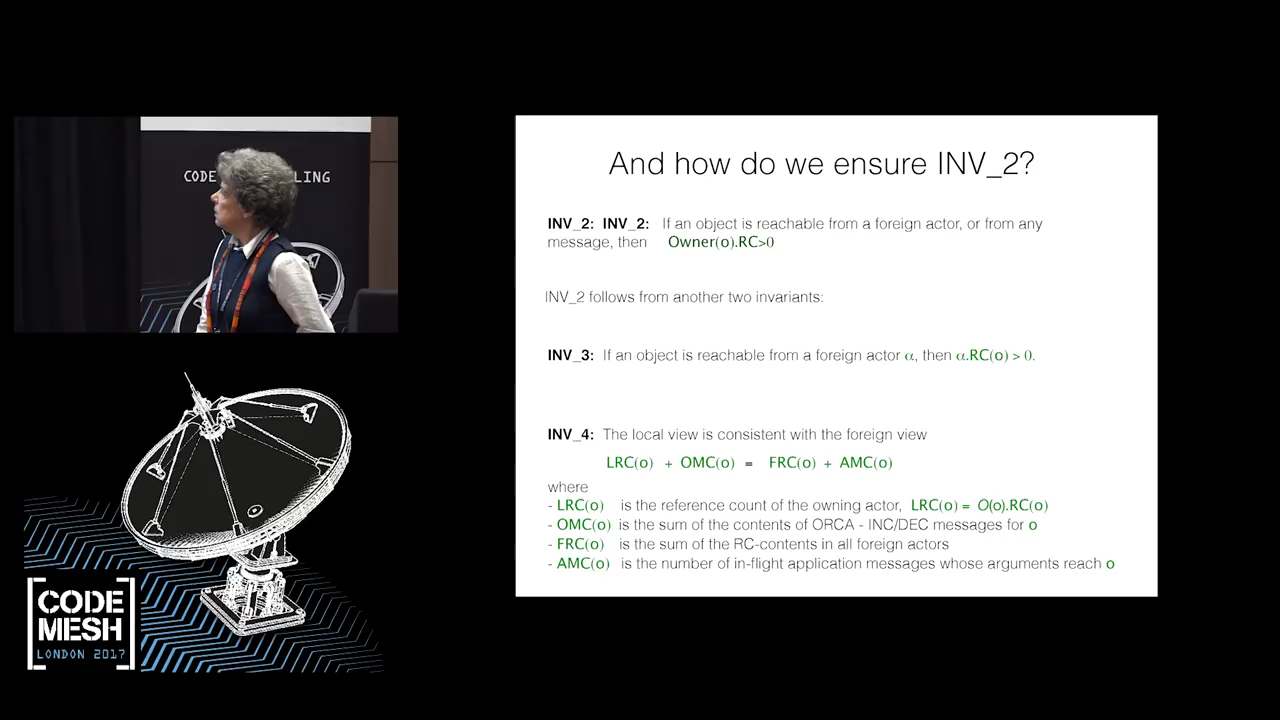 CODE LING
And how do we ensure INV_2?
INV_2: INV_2: If an object is reachable from a foreign actor, or from any
message, then Owner(o).RC>0
INV_2 follows from another two invariants:
INV_3: If an object is reachable from a foreign actor α, then α.RC(o) > 0.
INV_4: The local view is consistent with the foreign view
LRC(o) + OMC(o) = FRC(o) + AMC(o)
where
- LRC(o) is the reference count of the owning actor, LRC(o) = O(o).RC(o)
- OMC(o) is the sum of the contents of ORCA - INC/DEC messages for o
- FRC(o) is the sum of the RC-contents in all foreign actors
- AMC(o) is the number of in-flight application messages whose arguments reach o
CODE
MESH
LONDON 2017